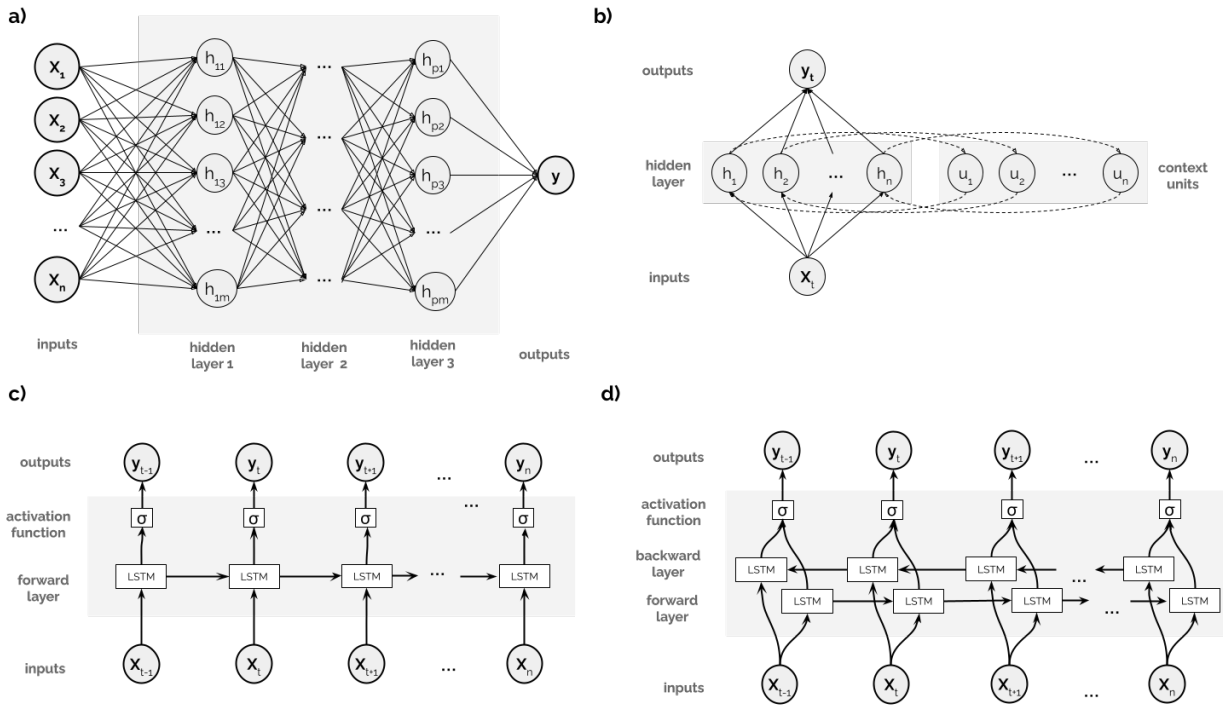 a)
X1 h11 ... hp1
X2 h12 ... hp2
X3 h13 ... hp3 y
... ... ... ...
Xn h1m ... hpm
inputs
hidden
layer 1
hidden
layer 2
hidden
layer 3
outputs
b)
outputs
yt
hidden
layer
h1 h2 ... hn u1 u2 ... un
context
units
inputs
Xt
c)
outputs
yt-1 yt yt+1 ... yn
...
activation
function
σ σ σ σ
forward
layer
LSTM LSTM LSTM ... LSTM
inputs
Xt-1 Xt Xt+1 ... Xn
d)
outputs
yt-1 yt yt+1 ... yn
activation
function
σ σ σ σ
backward
layer
LSTM LSTM LSTM ... LSTM
forward
layer
LSTM LSTM LSTM ... LSTM
inputs
Xt-1 Xt Xt+1 ... Xn